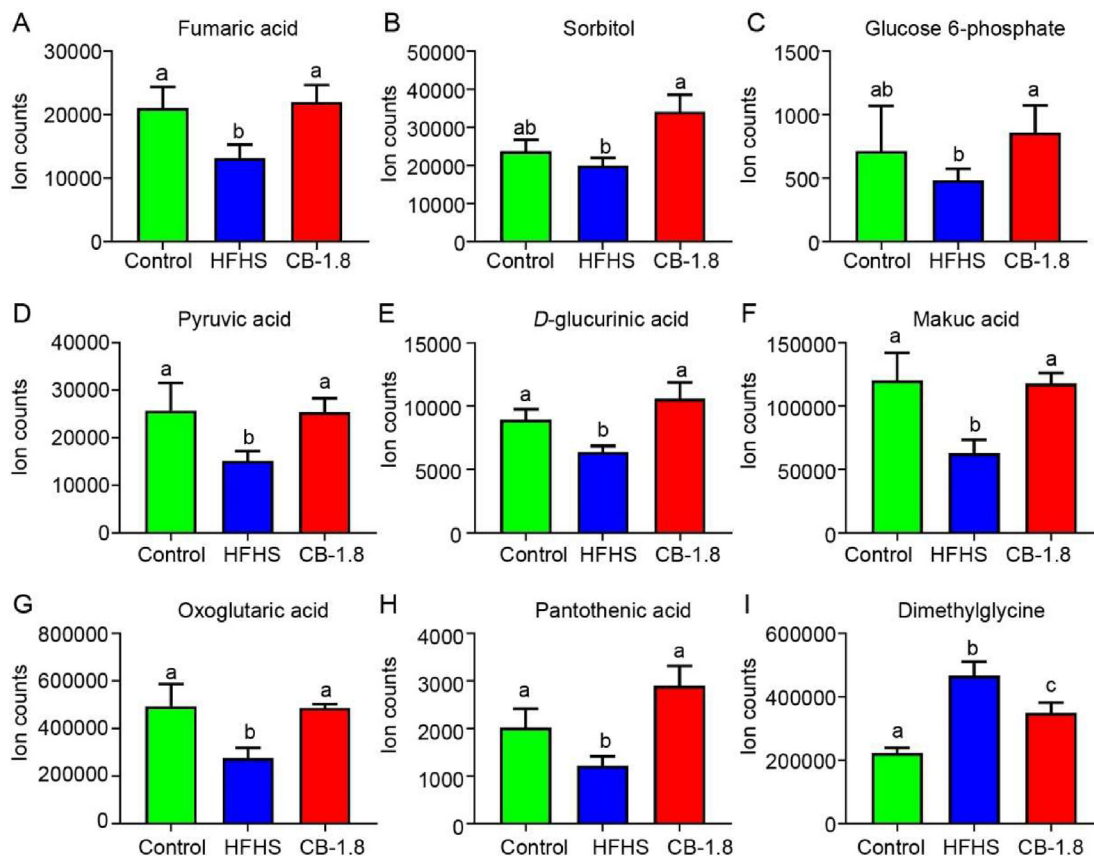 A Fumaric acid
30000
20000
10000
0
Ion counts
a
b
a
Control HFHS CB-1.8
B Sorbitol
50000
40000
30000
20000
10000
0
Ion counts
ab
b
a
Control HFHS CB-1.8
C Glucose 6-phosphate
1500
1000
500
0
Ion counts
ab
b
a
Control HFHS CB-1.8
D Pyruvic acid
40000
30000
20000
10000
0
Ion counts
a
b
a
Control HFHS CB-1.8
E D-glucurinic acid
15000
10000
5000
0
Ion counts
a
b
a
Control HFHS CB-1.8
F Makuc acid
150000
100000
50000
0
Ion counts
a
b
a
Control HFHS CB-1.8
G Oxoglutaric acid
800000
600000
400000
200000
0
Ion counts
a
b
a
Control HFHS CB-1.8
H Pantothenic acid
4000
3000
2000
1000
0
Ion counts
a
b
a
Control HFHS CB-1.8
I Dimethylglycine
600000
400000
200000
0
Ion counts
a
b
c
Control HFHS CB-1.8